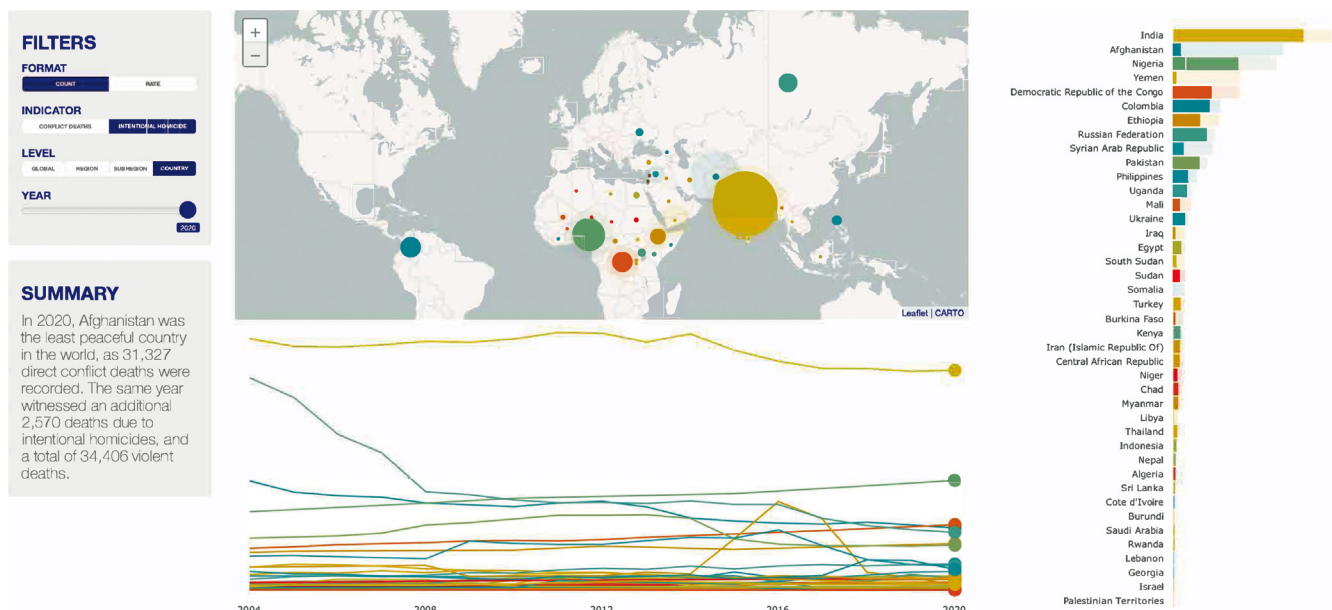 FILTERS
FORMAT
COUNT
RATE
INDICATOR
CONFLICT DEATHS
INTENTIONAL HOMICIDE
LEVEL
GLOBAL
REGION
SUBREGION
COUNTRY
YEAR
2020
SUMMARY
In 2020, Afghanistan was
the least peaceful country
in the world, as 31,327
direct conflict deaths were
recorded. The same year
witnessed an additional
2,570 deaths due to
intentional homicides, and
a total of 34,406 violent
deaths.
+
−
Leaflet | CARTO
2004
2008
2012
2016
2020
India
Afghanistan
Nigeria
Yemen
Democratic Republic of the Congo
Colombia
Ethiopia
Russian Federation
Syrian Arab Republic
Pakistan
Philippines
Uganda
Mali
Ukraine
Iraq
Egypt
South Sudan
Sudan
Somalia
Turkey
Burkina Faso
Kenya
Iran (Islamic Republic Of)
Central African Republic
Niger
Chad
Myanmar
Libya
Thailand
Indonesia
Nepal
Algeria
Sri Lanka
Cote d'Ivoire
Burundi
Saudi Arabia
Rwanda
Lebanon
Georgia
Israel
Palestinian Territories